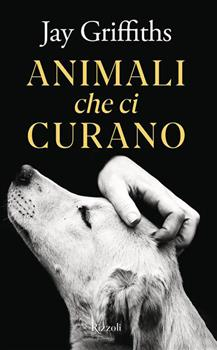 Jay Griffiths
ANIMALI
che ci
CURANO
Rizzoli